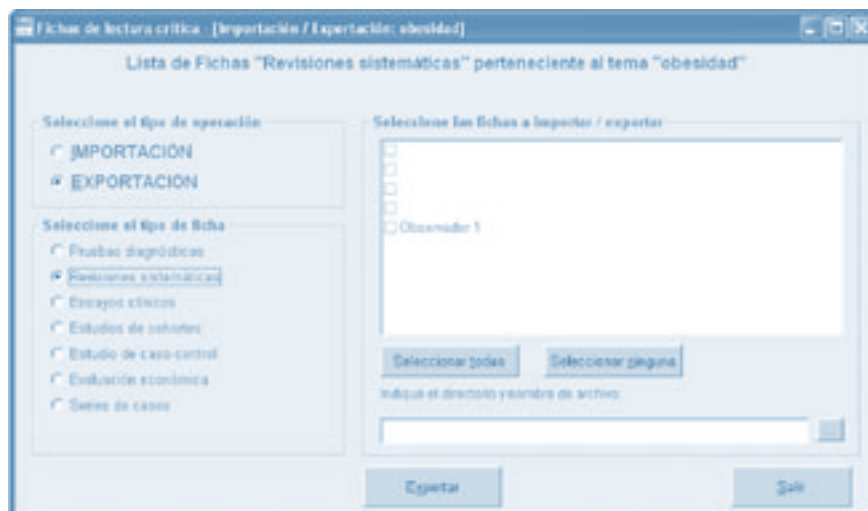 Fichas de lectura crítica - [Importación / Exportación: obesidad]
Lista de Fichas "Revisiones sistemáticas" perteneciente al tema "obesidad"
Seleccione el tipo de operación
IMPORTACIÓN
EXPORTACIÓN
Seleccione el tipo de ficha
Pruebas diagnósticas
Revisiones sistemáticas
Ensayos clínicos
Estudios de cohortes
Estudio de caso control
Evaluación económica
Series de casos
Seleccione las fichas a importar / exportar
Observador 1
Seleccionar todas
Seleccionar ninguna
Indique el directorio y nombre de archivo:
...
Exportar
Salir